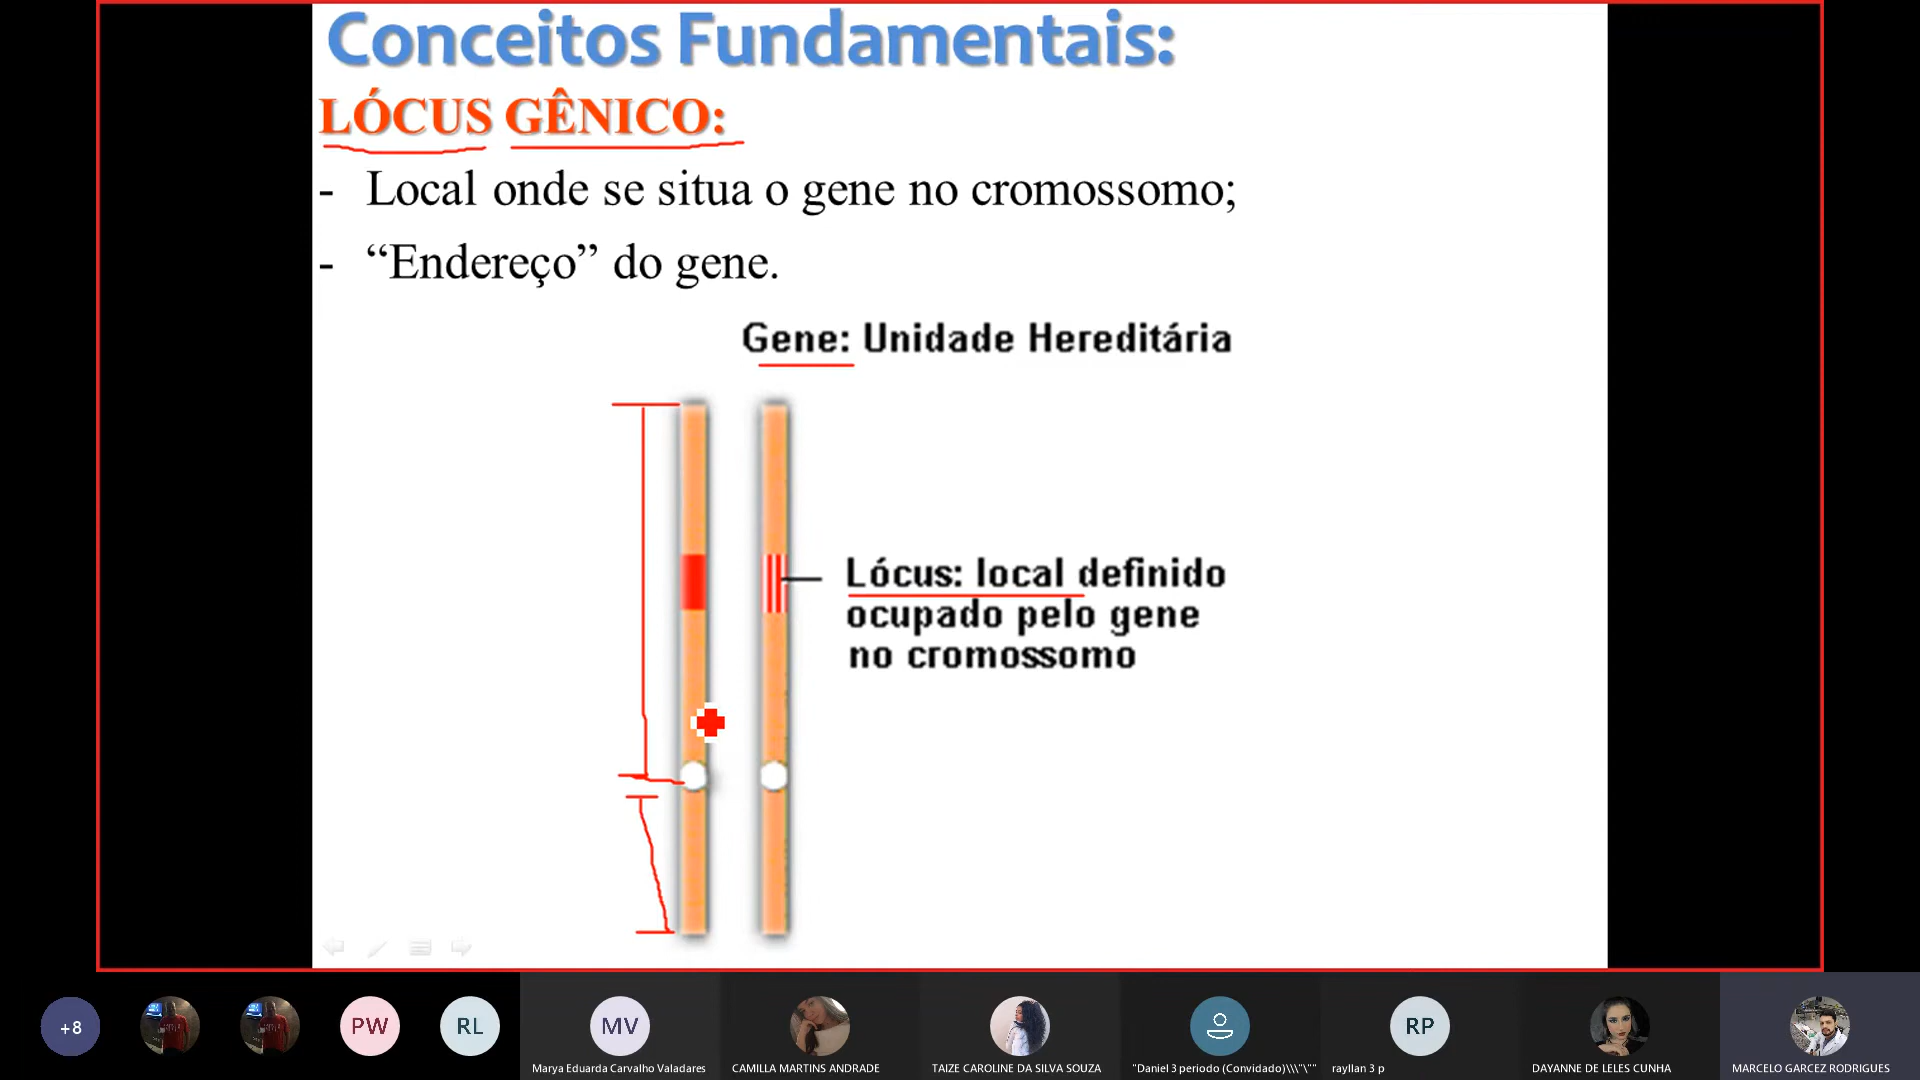 Conceitos Fundamentais:
LÓCUS GÊNICO:
- Local onde se situa o gene no cromossomo;
- “Endereço” do gene.
Gene: Unidade Hereditária
Lócus: local definido
ocupado pelo gene
no cromossomo
+8
PW
RL
MV
RP
Marya Eduarda Carvalho Valadares
CAMILLA MARTINS ANDRADE
TAIZE CAROLINE DA SILVA SOUZA
"Daniel 3 periodo (Convidado)\\\"\""
rayllan 3 p
DAYANNE DE LELES CUNHA
MARCELO GARCEZ RODRIGUES